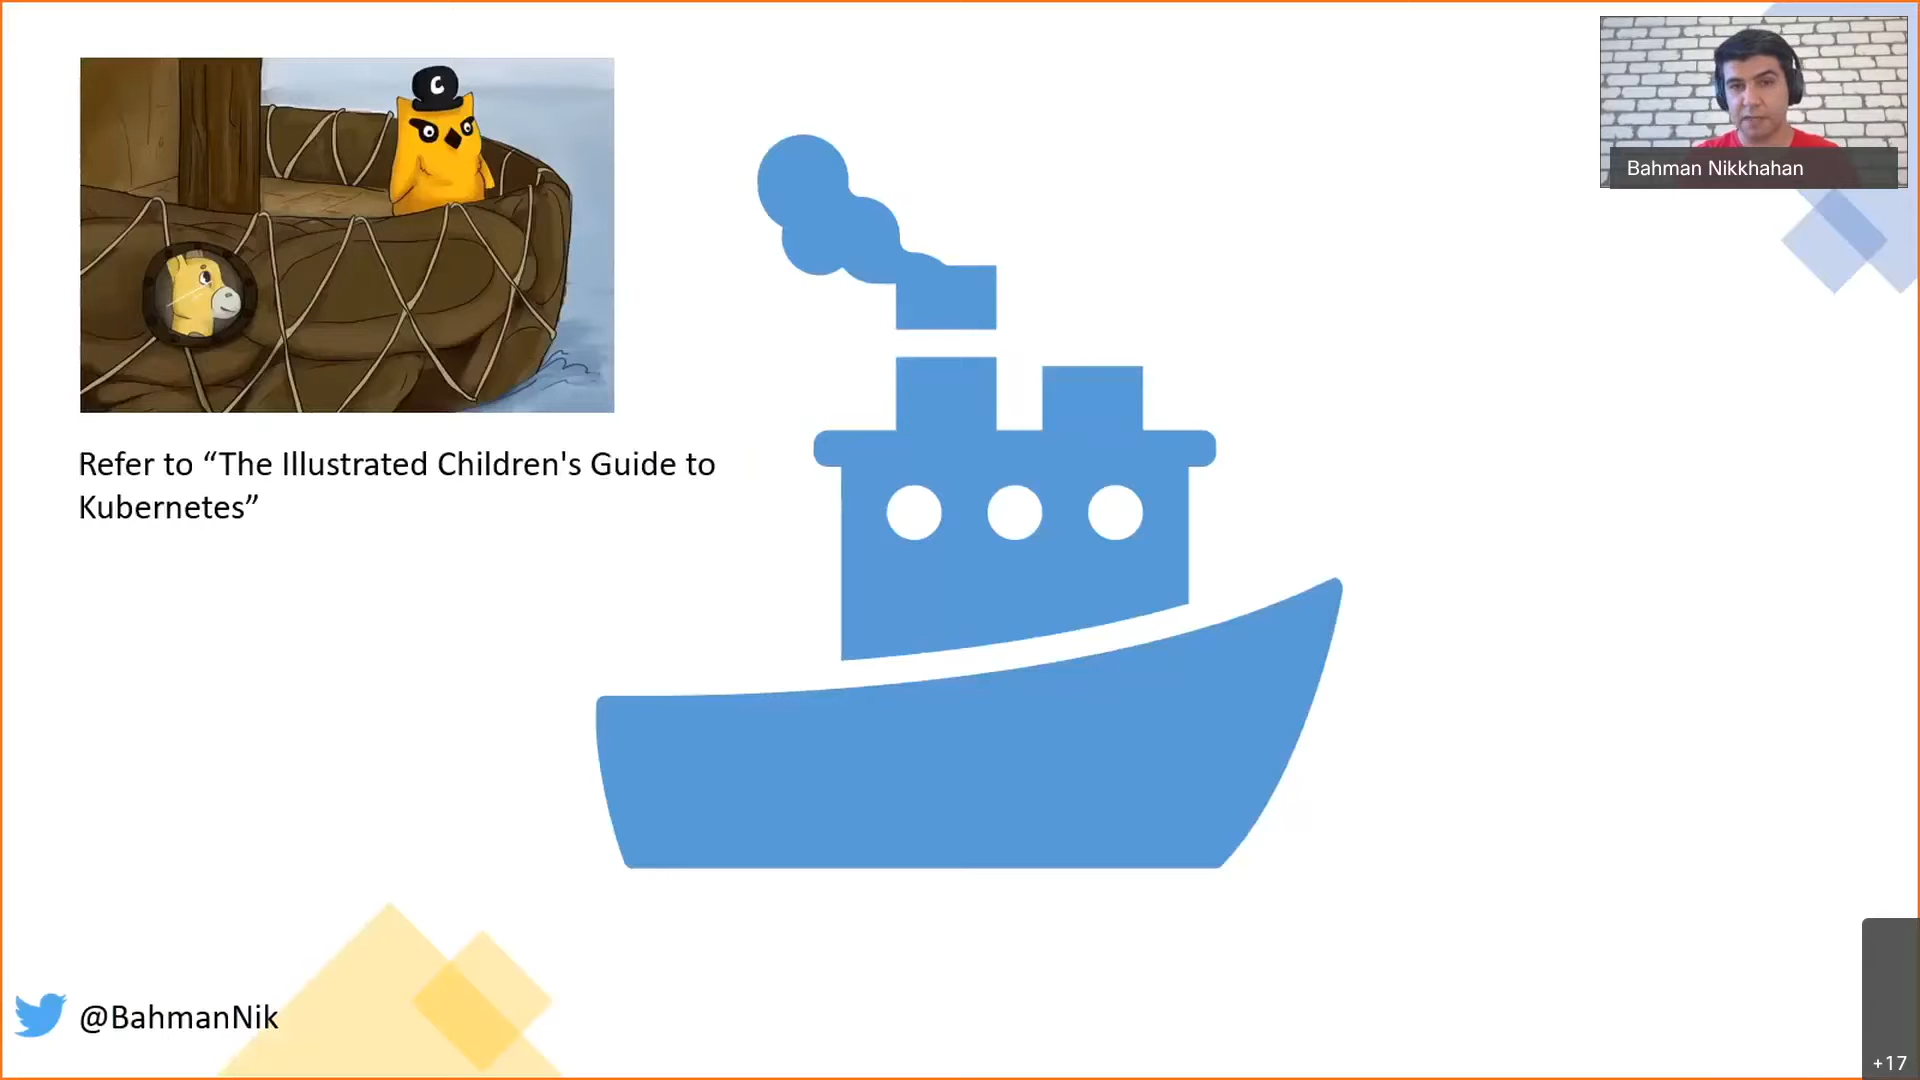 C
Bahman Nikkhahan
Refer to “The Illustrated Children's Guide to
Kubernetes”
@BahmanNik
+17